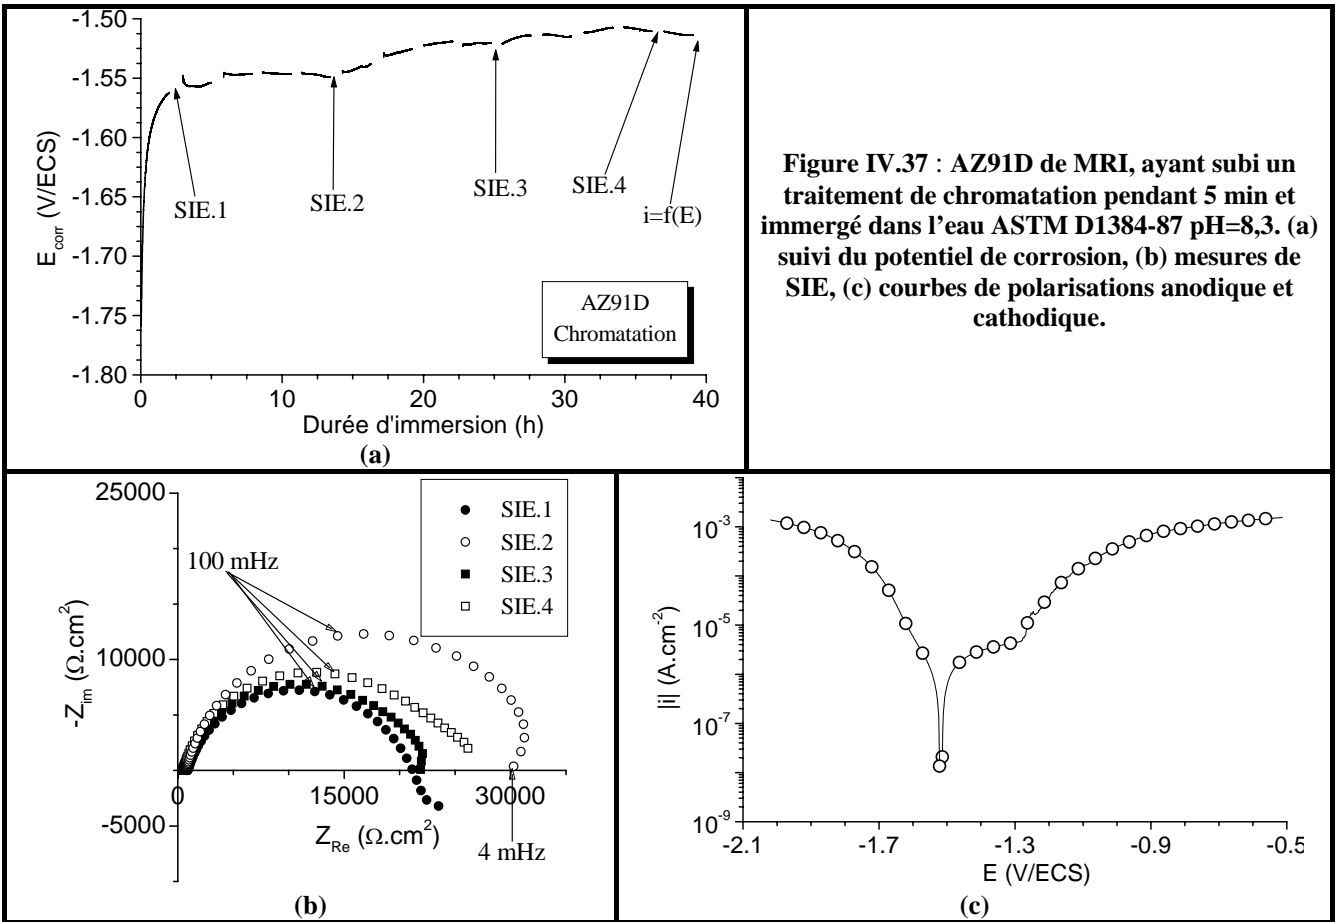 -1.50
-1.55
-1.60
-1.65
-1.70
-1.75
-1.80
E_corr (V/ECS)
SIE.1
SIE.2
SIE.3
SIE.4
i=f(E)
AZ91D
Chromatation
0
10
20
30
40
Durée d'immersion (h)
(a)
Figure IV.37 : AZ91D de MRI, ayant subi un
traitement de chromatation pendant 5 min et
immergé dans l'eau ASTM D1384-87 pH=8,3. (a)
suivi du potentiel de corrosion, (b) mesures de
SIE, (c) courbes de polarisations anodique et
cathodique.
25000
10000
-5000
-Z_im (Ω.cm²)
100 mHz
SIE.1
SIE.2
SIE.3
SIE.4
0
15000
30000
Z_Re (Ω.cm²)
4 mHz
(b)
10⁻³
10⁻⁵
10⁻⁷
10⁻⁹
|i| (A.cm⁻²)
-2.1
-1.7
-1.3
-0.9
-0.5
E (V/ECS)
(c)